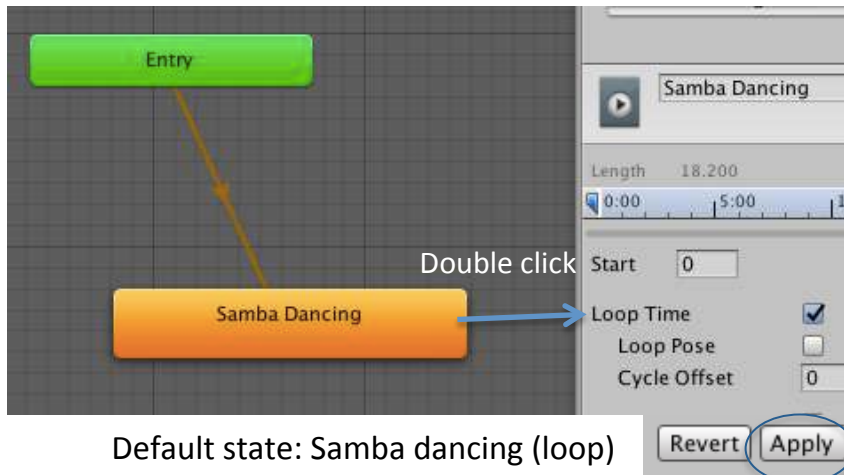 Entry
Samba Dancing
Double click
Samba Dancing
Length 18.200
0:00 5:00
Start 0
Loop Time
Loop Pose
Cycle Offset 0
Revert Apply
Default state: Samba dancing (loop)